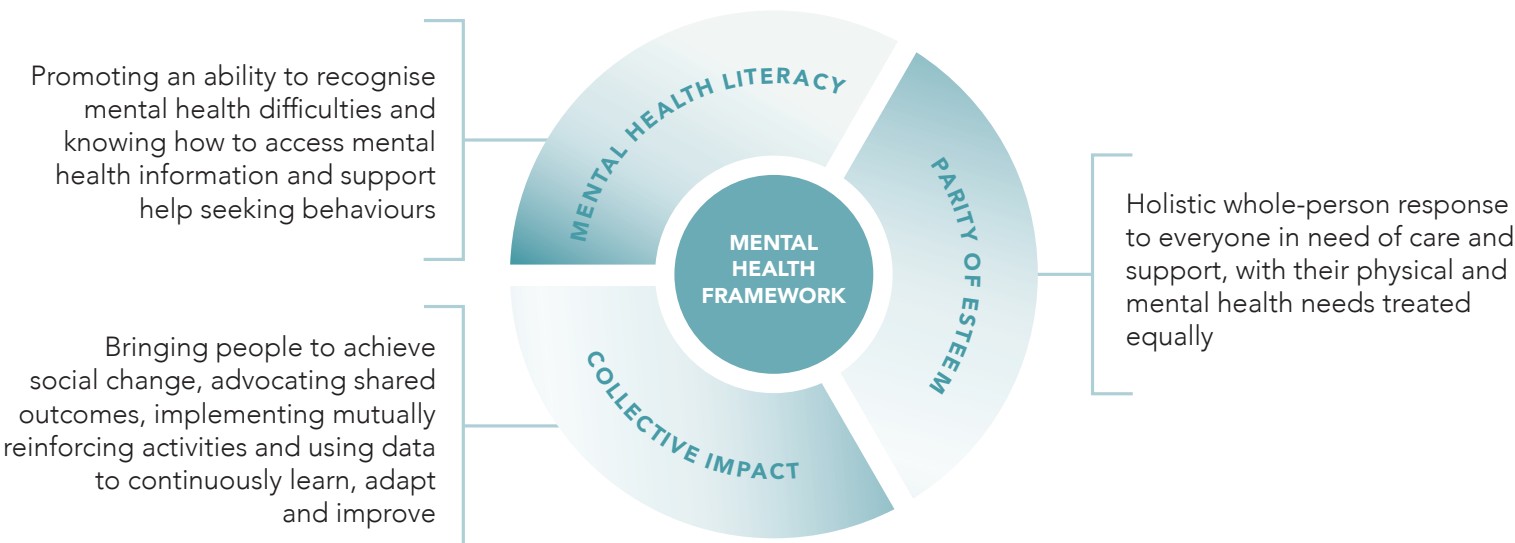 Promoting an ability to recognise
mental health difficulties and
knowing how to access mental
health information and support
help seeking behaviours
MENTAL HEALTH LITERACY
PARITY OF ESTEEM
Holistic whole-person response
to everyone in need of care and
support, with their physical and
mental health needs treated
equally
MENTAL
HEALTH
FRAMEWORK
Bringing people to achieve
social change, advocating shared
outcomes, implementing mutually
reinforcing activities and using data
to continuously learn, adapt
and improve
COLLECTIVE IMPACT